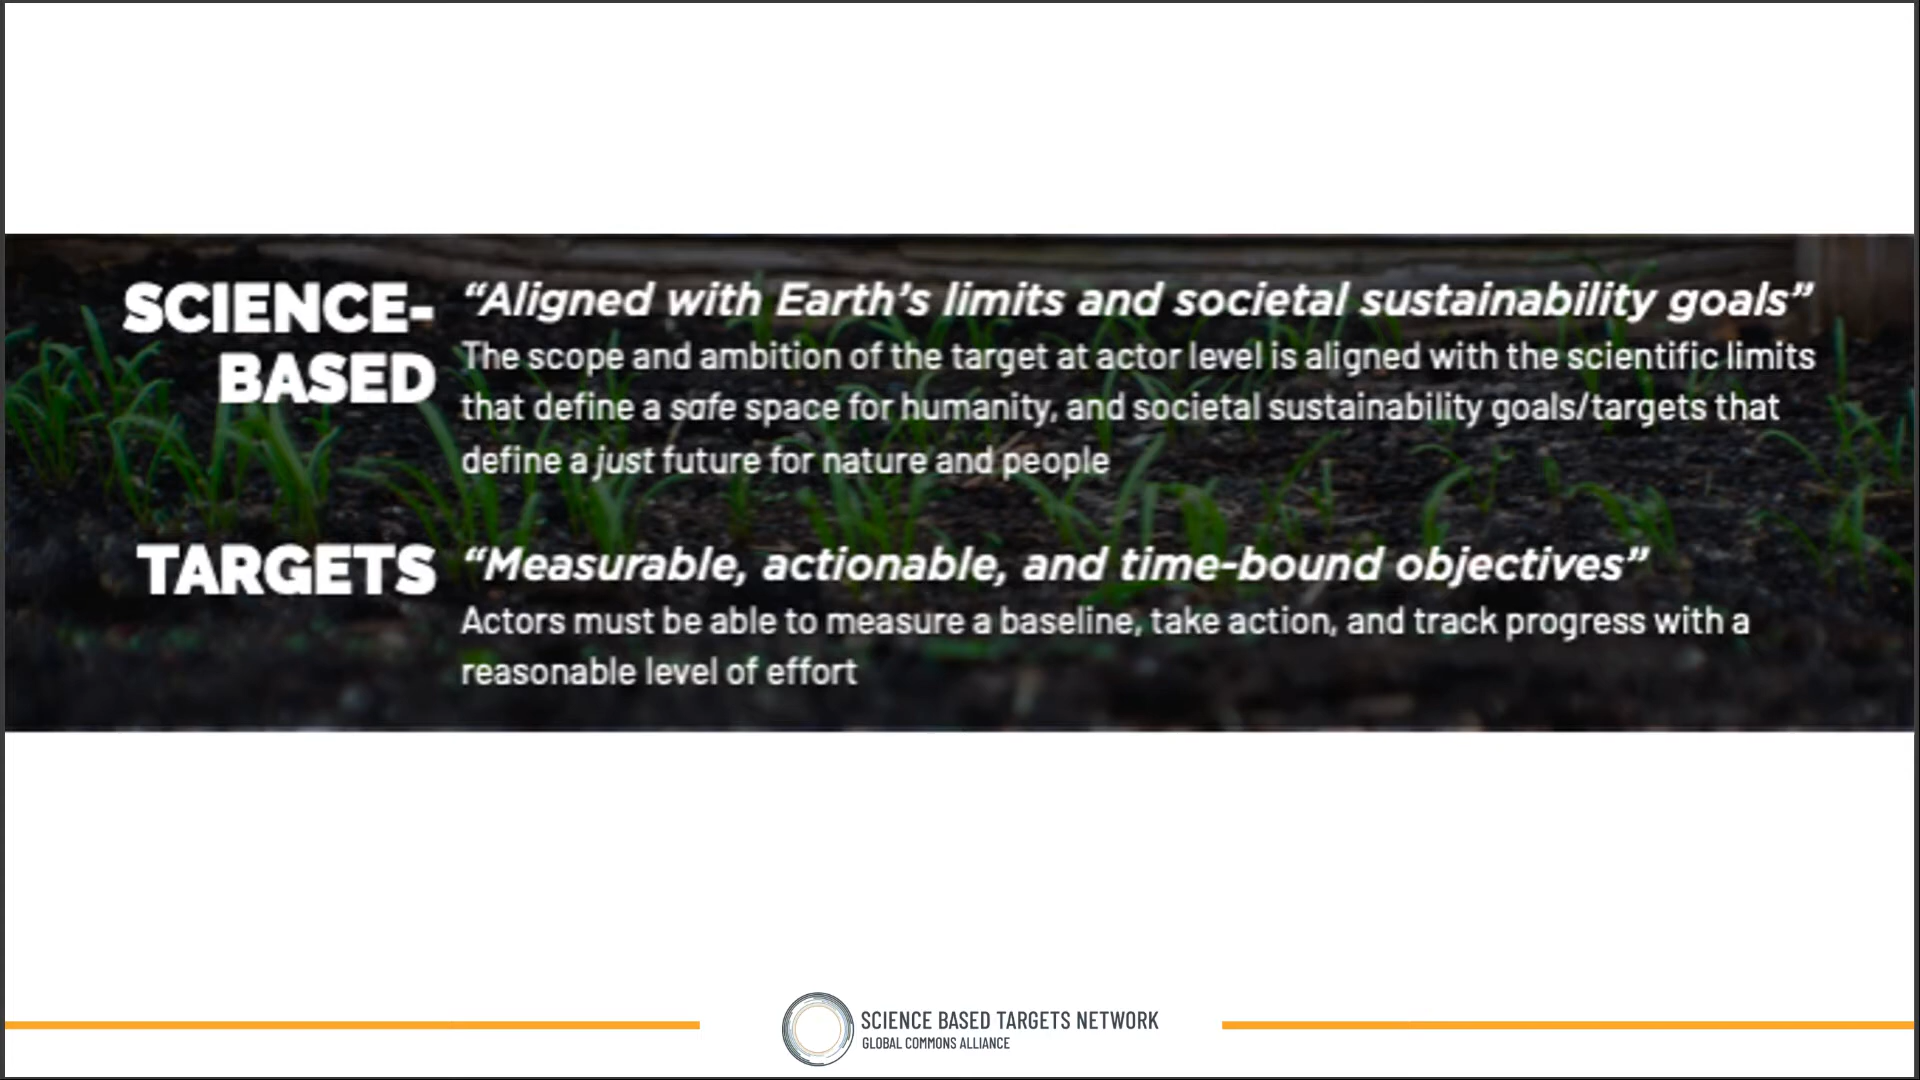 SCIENCE-
BASED
“Aligned with Earth’s limits and societal sustainability goals”
The scope and ambition of the target at actor level is aligned with the scientific limits
that define a safe space for humanity, and societal sustainability goals/targets that
define a just future for nature and people
TARGETS
“Measurable, actionable, and time-bound objectives”
Actors must be able to measure a baseline, take action, and track progress with a
reasonable level of effort
SCIENCE BASED TARGETS NETWORK
GLOBAL COMMONS ALLIANCE